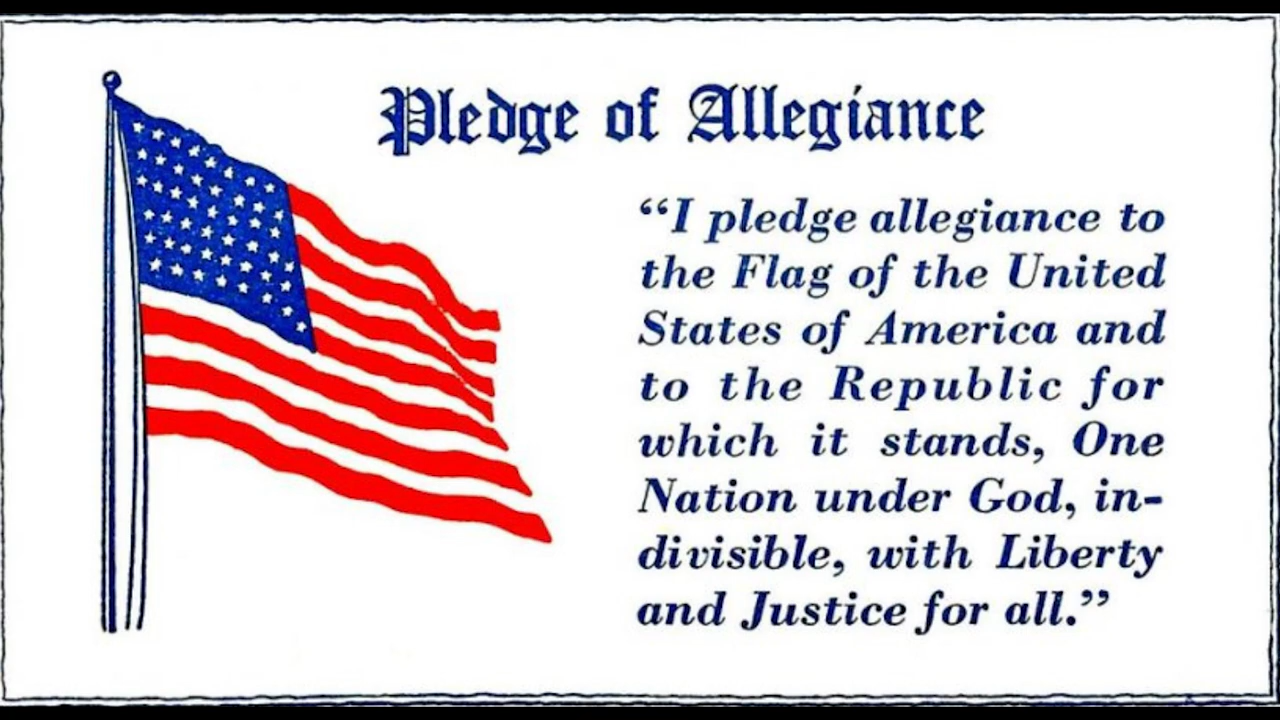 Pledge of Allegiance
“I pledge allegiance to
the Flag of the United
States of America and
to the Republic for
which it stands, One
Nation under God, in-
divisible, with Liberty
and Justice for all.”